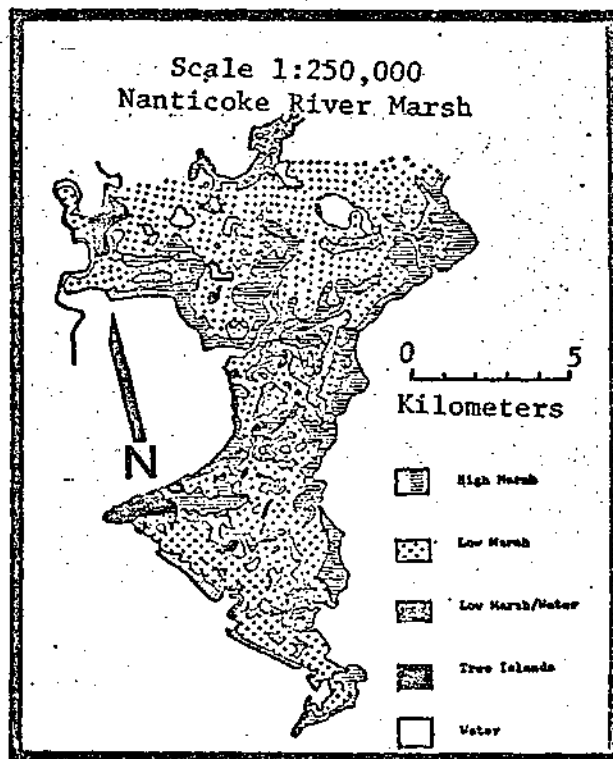 Scale 1:250,000
Nanticoke River Marsh
0 5
Kilometers
N
High Marsh
Low Marsh
Low Marsh/Water
Tree Islands
Water